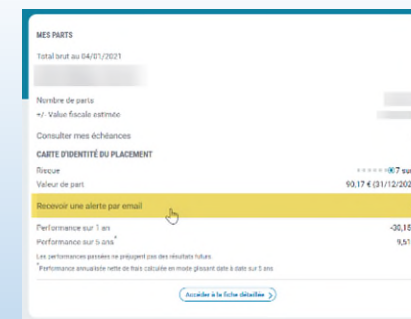 MES PARTS
Total brut au 04/01/2021
Nombre de parts
+/- Value fiscale estimée
Consulter mes échéances
CARTE D'IDENTITÉ DU PLACEMENT
Risque 7 sur
Valeur de part 90,17 € (31/12/202
Recevoir une alerte par email
Performance sur 1 an -30,18
Performance sur 5 ans* 9,51
Les performances passées ne préjugent pas des résultats futurs
*Performance annualisée nette de frais calculée en mode glissant date à date sur 5 ans
Accéder à la fiche détaillée >